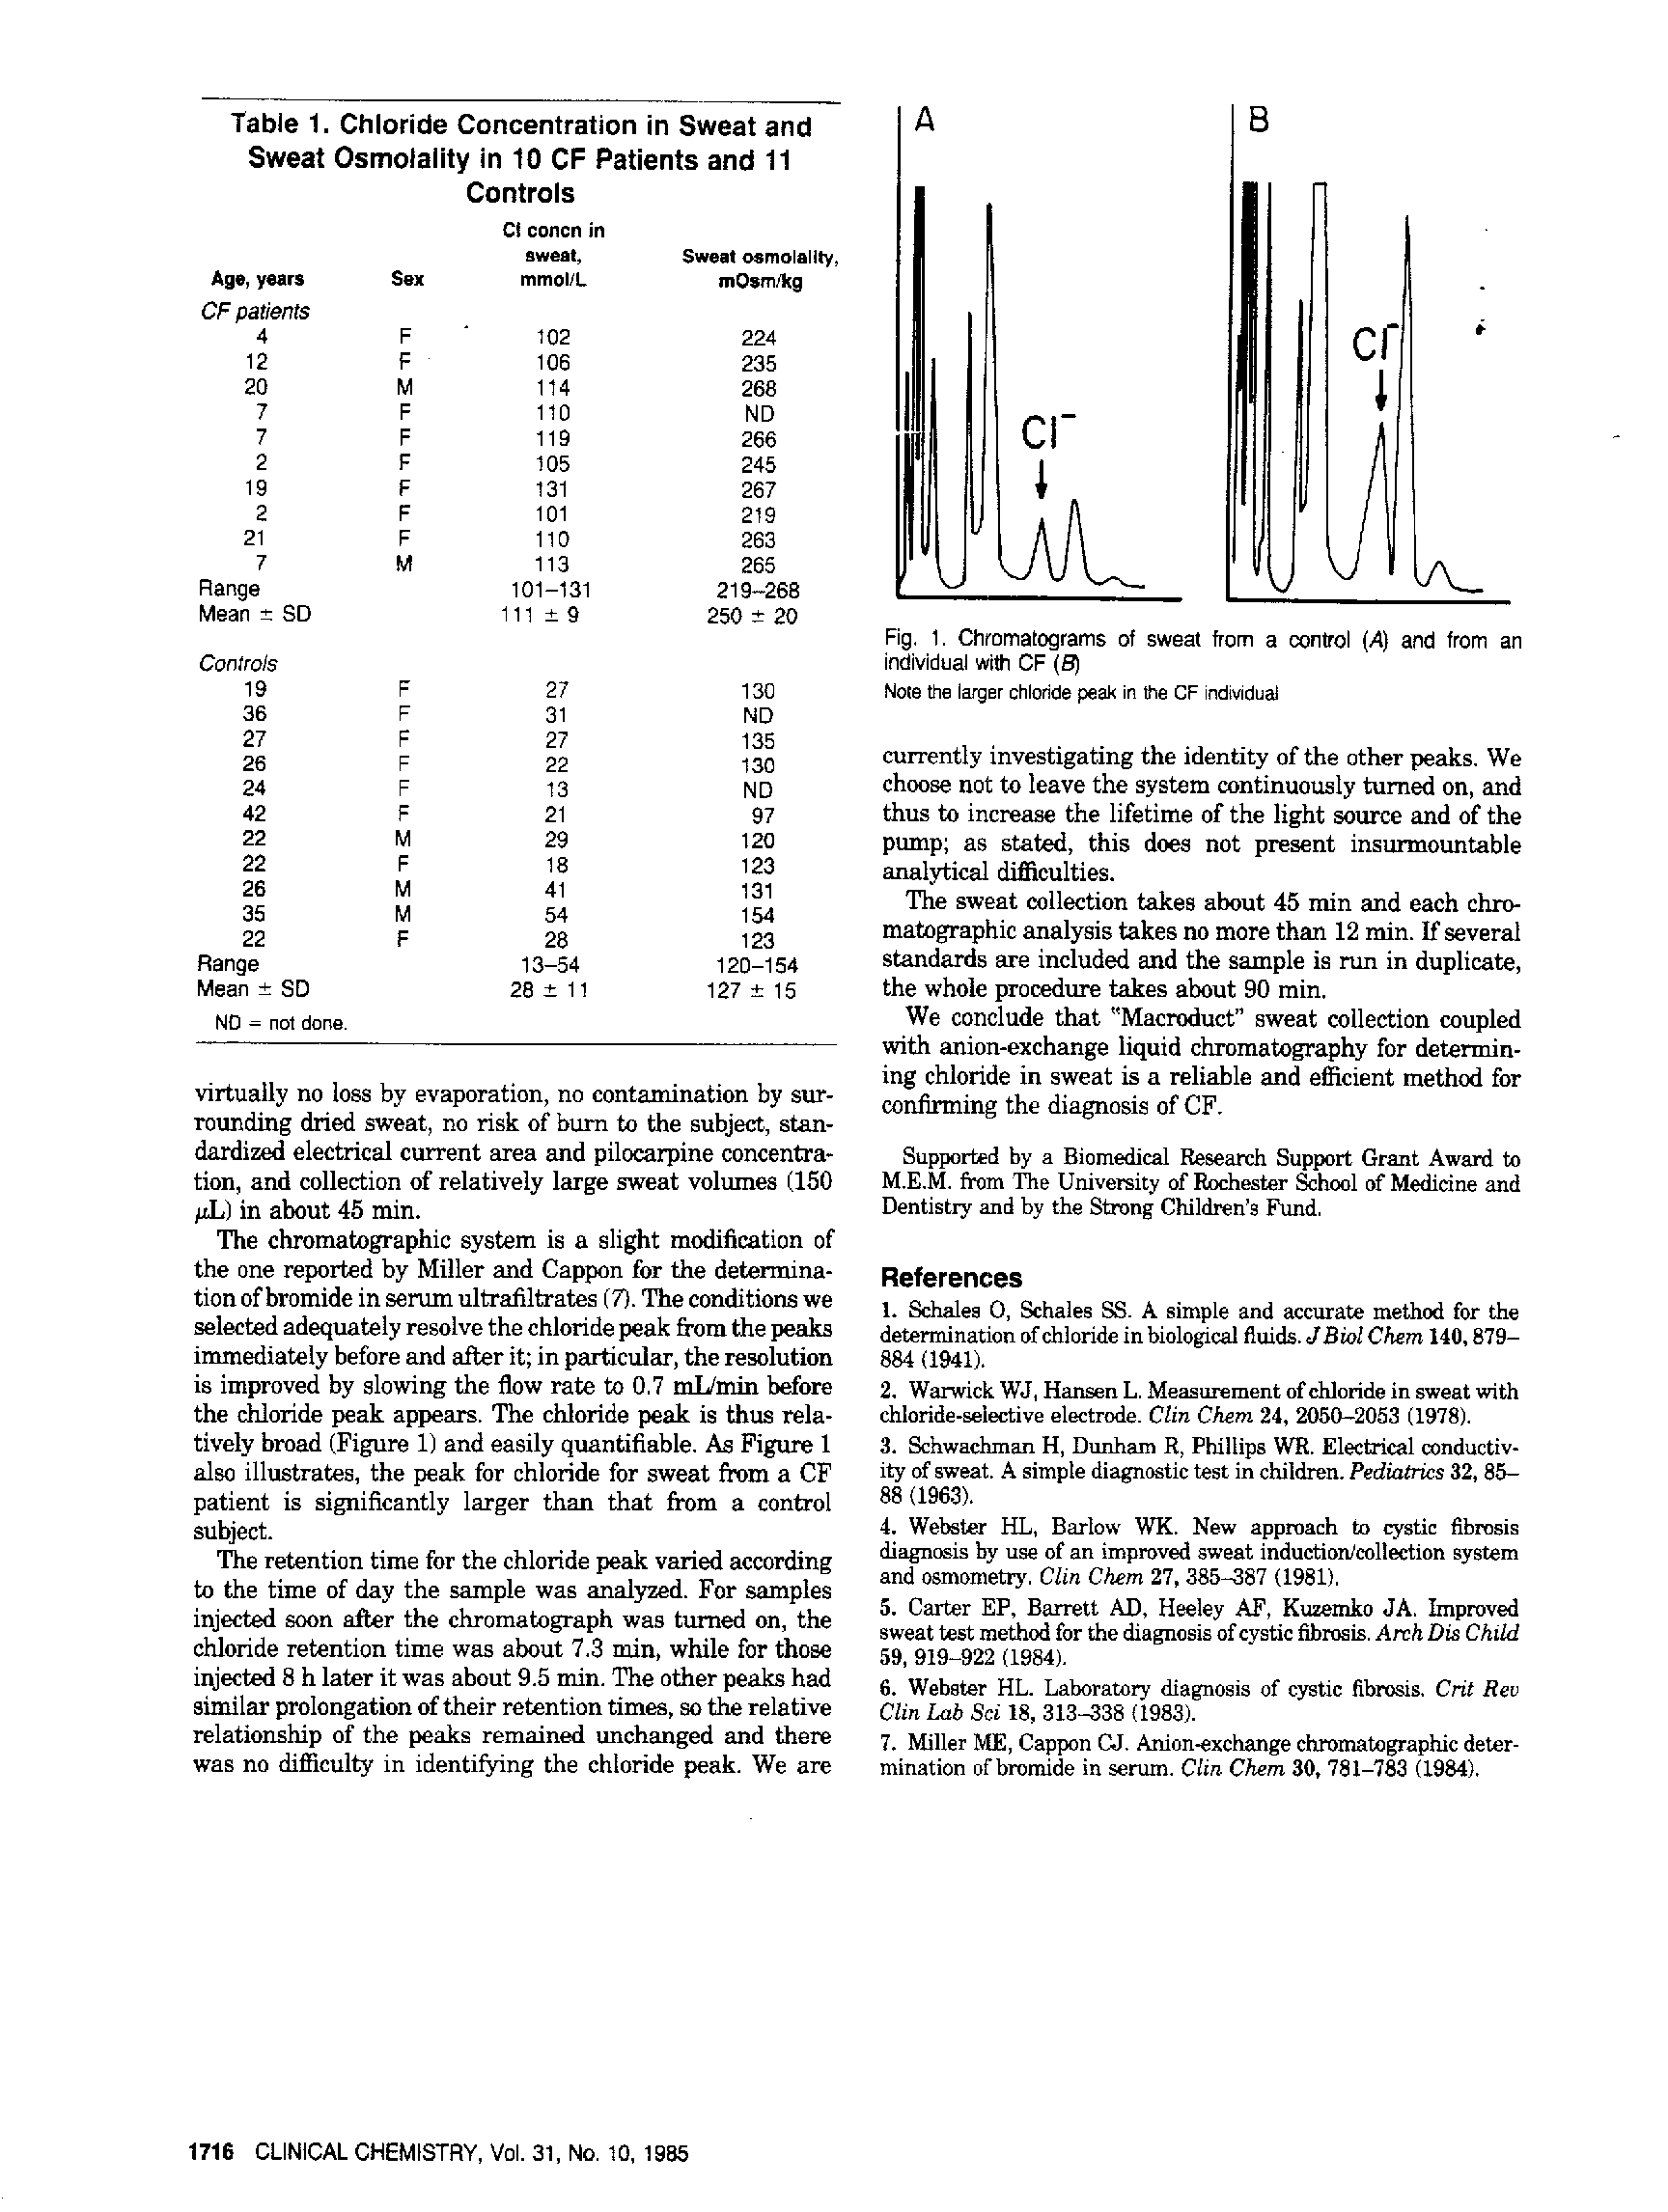 Table 1. Chloride Concentration in Sweat and
Sweat Osmolality in 10 CF Patients and 11
Controls
Cl concn in
sweat, Sweat osmolality,
Age, years Sex mmol/L mOsm/kg
CF patients
4 F 102 224
12 F 106 235
20 M 114 268
7 F 110 ND
7 F 119 266
2 F 105 245
19 F 131 267
2 F 101 219
21 F 110 263
7 M 113 265
Range 101–131 219–268
Mean ± SD 111 ± 9 250 ± 20
Controls
19 F 27 130
36 F 31 ND
27 F 27 135
26 F 22 130
24 F 13 ND
42 F 21 97
22 M 29 120
22 F 18 123
26 M 41 131
35 M 54 154
22 F 28 123
Range 13–54 120–154
Mean ± SD 28 ± 11 127 ± 15
ND = not done.
virtually no loss by evaporation, no contamination by sur-
rounding dried sweat, no risk of burn to the subject, stan-
dardized electrical current area and pilocarpine concentra-
tion, and collection of relatively large sweat volumes (150
μL) in about 45 min.
The chromatographic system is a slight modification of
the one reported by Miller and Cappon for the determina-
tion of bromide in serum ultrafiltrates (7). The conditions we
selected adequately resolve the chloride peak from the peaks
immediately before and after it; in particular, the resolution
is improved by slowing the flow rate to 0.7 mL/min before
the chloride peak appears. The chloride peak is thus rela-
tively broad (Figure 1) and easily quantifiable. As Figure 1
also illustrates, the peak for chloride for sweat from a CF
patient is significantly larger than that from a control
subject.
The retention time for the chloride peak varied according
to the time of day the sample was analyzed. For samples
injected soon after the chromatograph was turned on, the
chloride retention time was about 7.3 min, while for those
injected 8 h later it was about 9.5 min. The other peaks had
similar prolongation of their retention times, so the relative
relationship of the peaks remained unchanged and there
was no difficulty in identifying the chloride peak. We are
A B
Cl⁻
Cl⁻
Fig. 1. Chromatograms of sweat from a control (A) and from an
individual with CF (B)
Note the larger chloride peak in the CF individual
currently investigating the identity of the other peaks. We
choose not to leave the system continuously turned on, and
thus to increase the lifetime of the light source and of the
pump; as stated, this does not present insurmountable
analytical difficulties.
The sweat collection takes about 45 min and each chro-
matographic analysis takes no more than 12 min. If several
standards are included and the sample is run in duplicate,
the whole procedure takes about 90 min.
We conclude that "Macroduct" sweat collection coupled
with anion-exchange liquid chromatography for determin-
ing chloride in sweat is a reliable and efficient method for
confirming the diagnosis of CF.
Supported by a Biomedical Research Support Grant Award to
M.E.M. from The University of Rochester School of Medicine and
Dentistry and by the Strong Children's Fund.
References
1. Schales O, Schales SS. A simple and accurate method for the
determination of chloride in biological fluids. J Biol Chem 140, 879–
884 (1941).
2. Warwick WJ, Hansen L. Measurement of chloride in sweat with
chloride-selective electrode. Clin Chem 24, 2050–2053 (1978).
3. Schwachman H, Dunham R, Phillips WR. Electrical conductiv-
ity of sweat. A simple diagnostic test in children. Pediatrics 32, 85–
88 (1963).
4. Webster HL, Barlow WK. New approach to cystic fibrosis
diagnosis by use of an improved sweat induction/collection system
and osmometry. Clin Chem 27, 385–387 (1981).
5. Carter EP, Barrett AD, Heeley AF, Kuzemko JA. Improved
sweat test method for the diagnosis of cystic fibrosis. Arch Dis Child
59, 919–922 (1984).
6. Webster HL. Laboratory diagnosis of cystic fibrosis. Crit Rev
Clin Lab Sci 18, 313–338 (1983).
7. Miller ME, Cappon CJ. Anion-exchange chromatographic deter-
mination of bromide in serum. Clin Chem 30, 781–783 (1984).
1716 CLINICAL CHEMISTRY, Vol. 31, No. 10, 1985